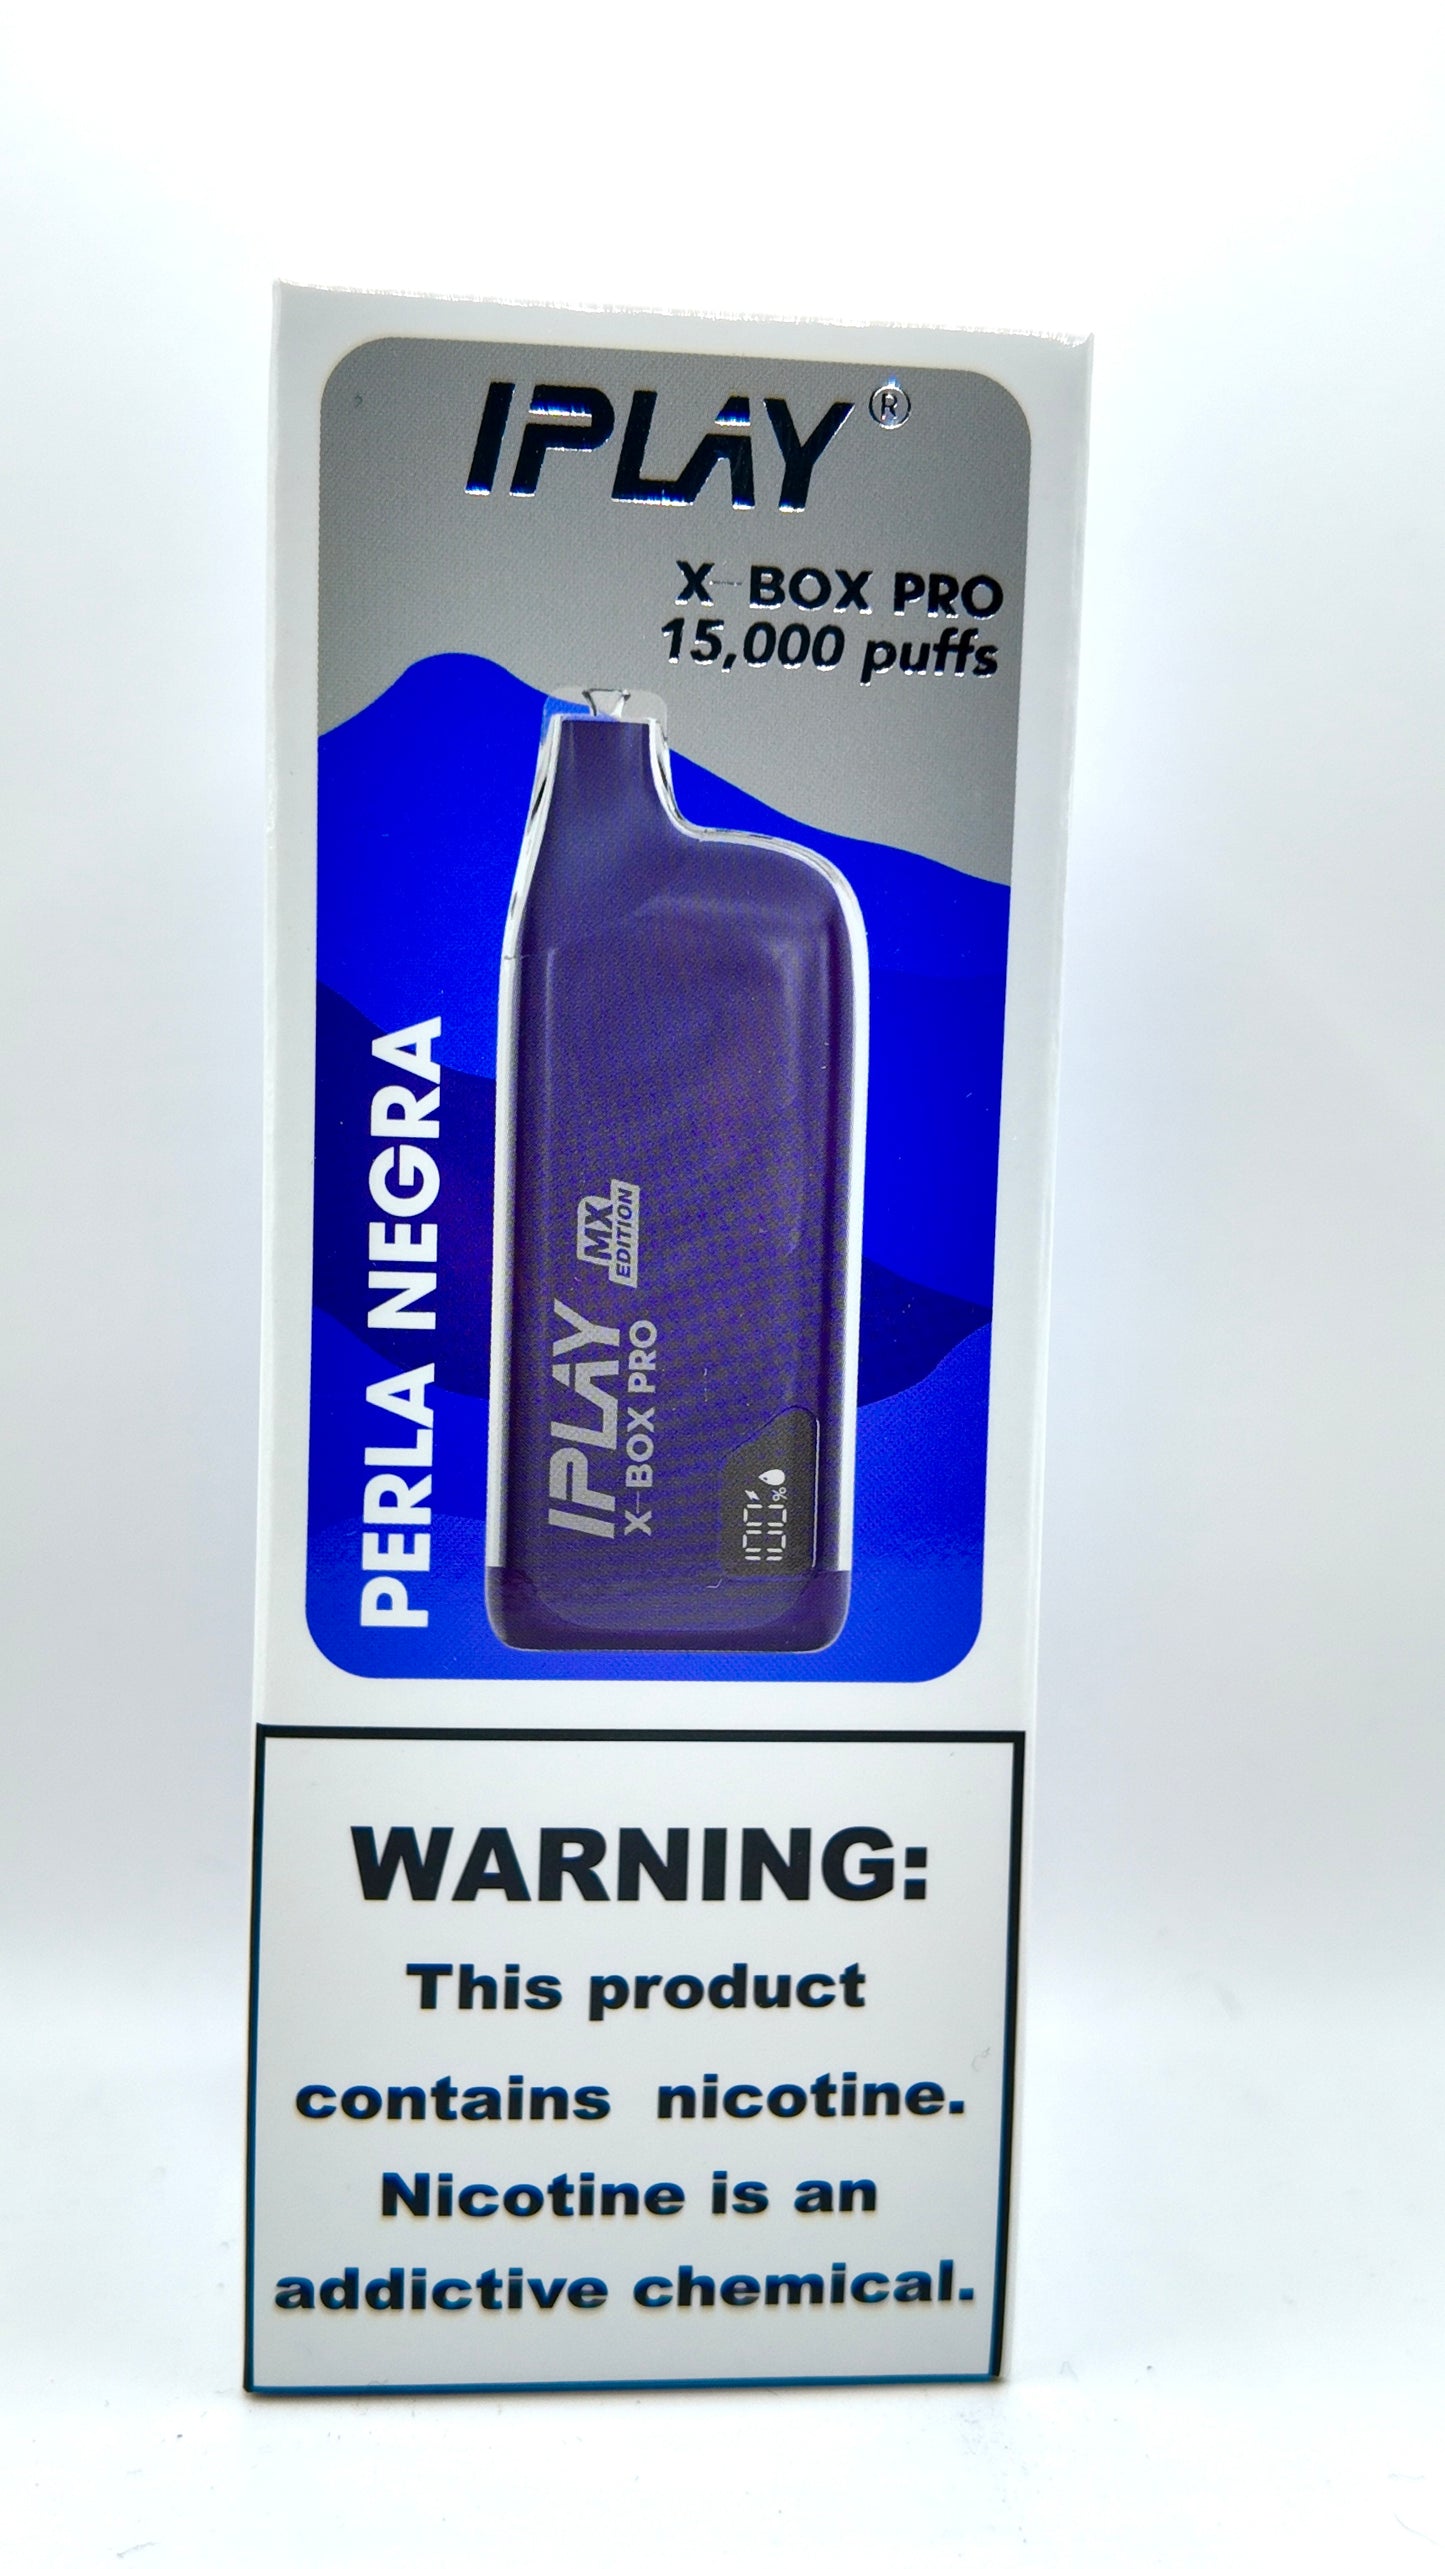 IPLAY®
X-BOX PRO
15,000 puffs
PERLA NEGRA
MX
EDITION
IPLAY
X-BOX PRO
100%
WARNING:
This product
contains nicotine.
Nicotine is an
addictive chemical.